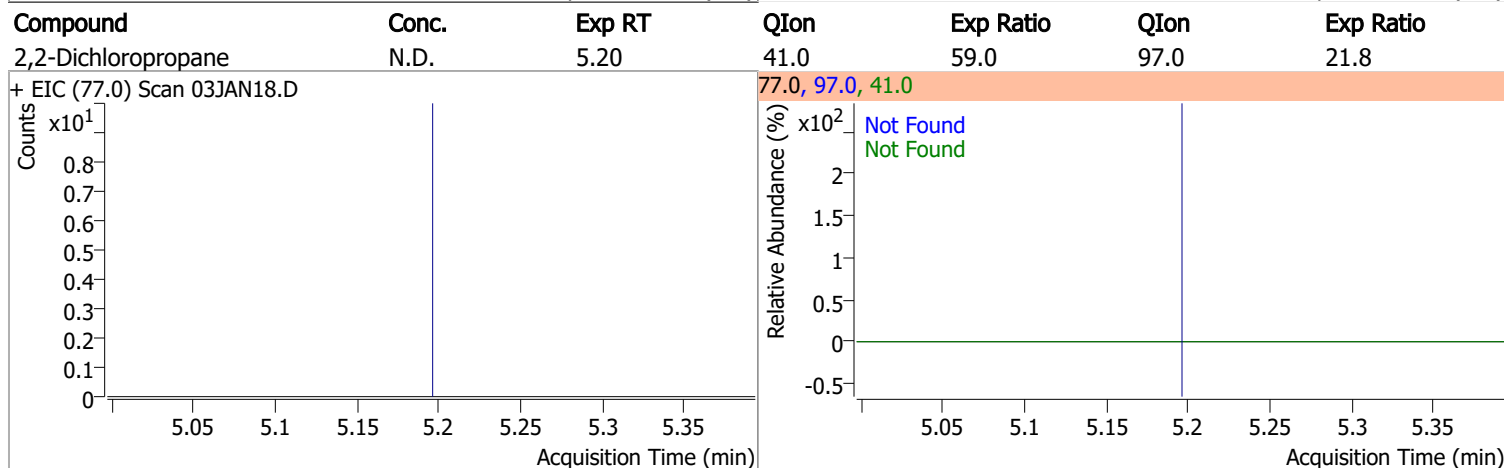 Compound Conc. Exp RT QIon Exp Ratio QIon Exp Ratio
2,2-Dichloropropane N.D. 5.20 41.0 59.0 97.0 21.8
+ EIC (77.0) Scan 03JAN18.D
Counts
x10¹
0.8
0.7
0.6
0.5
0.4
0.3
0.2
0.1
0
5.05 5.1 5.15 5.2 5.25 5.3 5.35
Acquisition Time (min)
77.0, 97.0, 41.0
Relative Abundance (%)
x10²
Not Found
Not Found
2
1.5
1
0.5
0
-0.5
5.05 5.1 5.15 5.2 5.25 5.3 5.35
Acquisition Time (min)